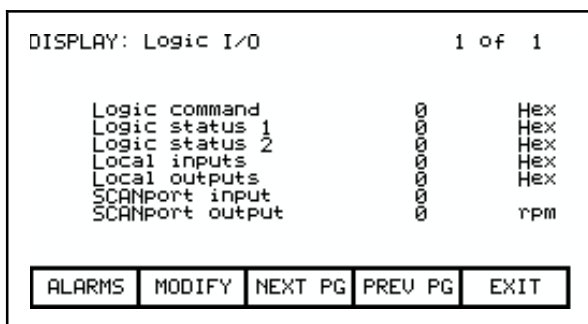 DISPLAY: Logic I/O 1 of 1
Logic command 0 Hex
Logic status 1 0 Hex
Logic status 2 0 Hex
Local inputs 0 Hex
Local outputs 0 Hex
SCANport input 0
SCANport output 0 rpm
ALARMS MODIFY NEXT PG PREV PG EXIT